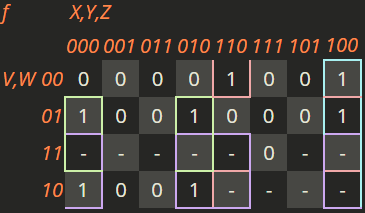 f X,Y,Z
000 001 011 010 110 111 101 100
V,W 00 0 0 0 0 1 0 0 1
01 1 0 0 1 0 0 0 1
11 - - - - - 0 - -
10 1 0 0 1 - - - -